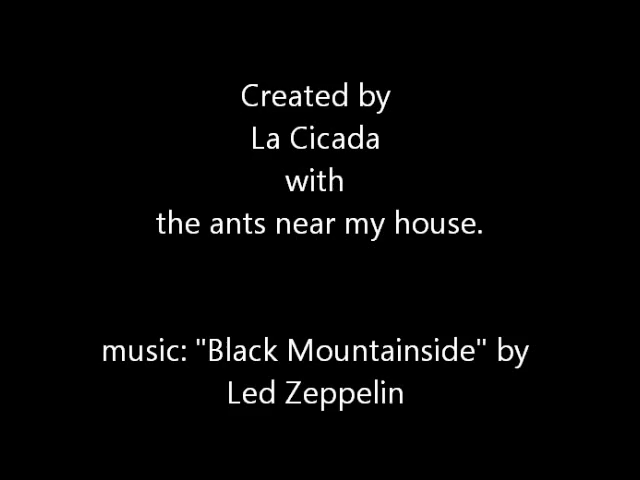 Created by
La Cicada
with
the ants near my house.
music: "Black Mountainside" by
Led Zeppelin